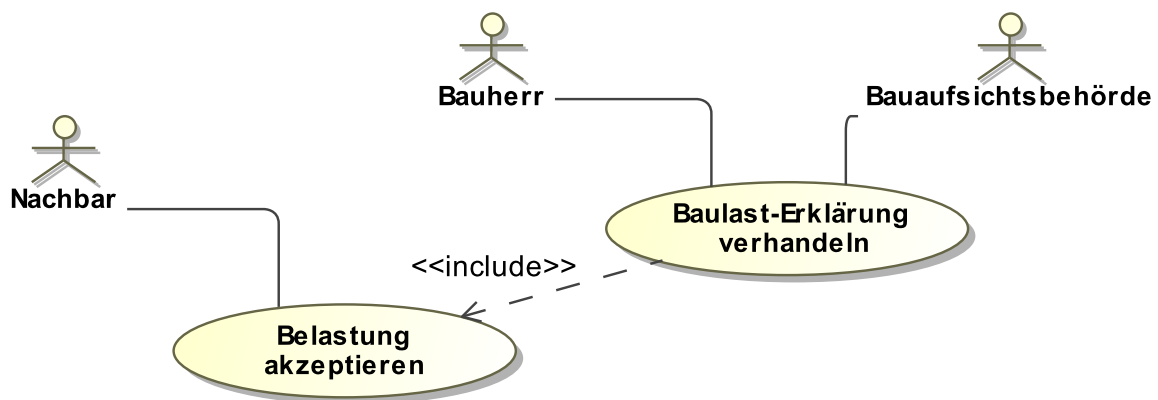 Bauherr
Bauaufsichtsbehörde
Nachbar
Baulast-Erklärung
verhandeln
<<include>>
Belastung
akzeptieren